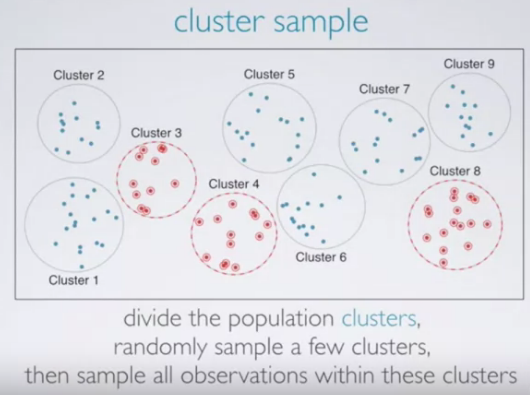 cluster sample
Cluster 9
Cluster 2
Cluster 5
Cluster 7
Cluster 3
Cluster 8
Cluster 4
Cluster 6
Cluster 1
divide the population clusters,
randomly sample a few clusters,
then sample all observations within these clusters